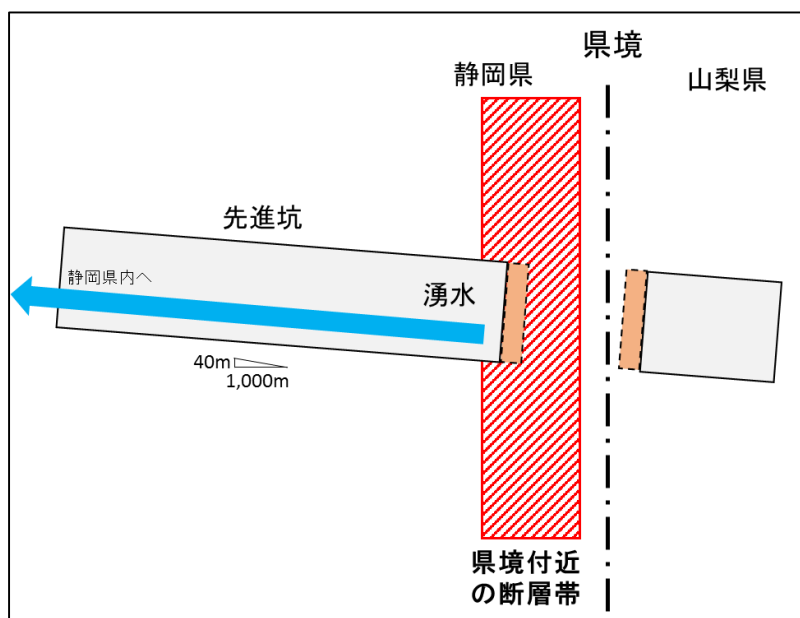 県境
静岡県
山梨県
先進坑
静岡県内へ
湧水
40m
1,000m
県境付近
の断層帯